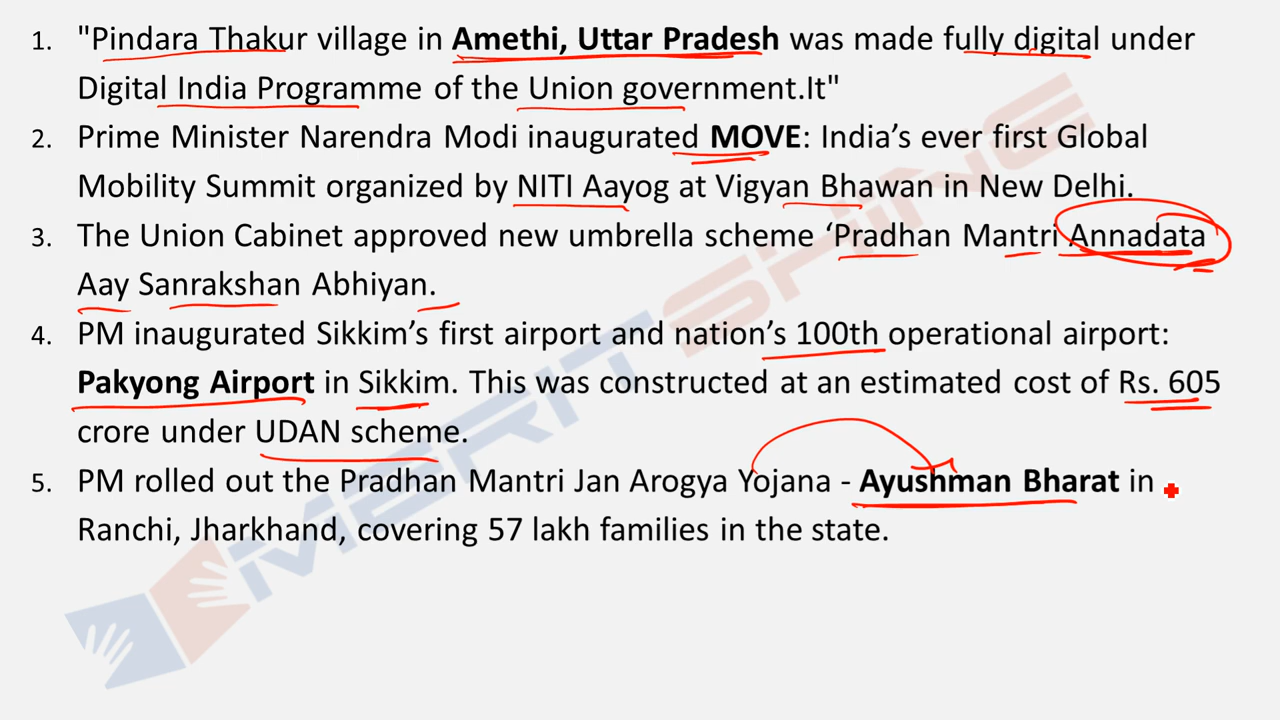 1. "Pindara Thakur village in Amethi, Uttar Pradesh was made fully digital under
Digital India Programme of the Union government.It"
2. Prime Minister Narendra Modi inaugurated MOVE: India’s ever first Global
Mobility Summit organized by NITI Aayog at Vigyan Bhawan in New Delhi.
3. The Union Cabinet approved new umbrella scheme ‘Pradhan Mantri Annadata
Aay Sanrakshan Abhiyan.
4. PM inaugurated Sikkim’s first airport and nation’s 100th operational airport:
Pakyong Airport in Sikkim. This was constructed at an estimated cost of Rs. 605
crore under UDAN scheme.
5. PM rolled out the Pradhan Mantri Jan Arogya Yojana - Ayushman Bharat in
Ranchi, Jharkhand, covering 57 lakh families in the state.
MERITSHINE